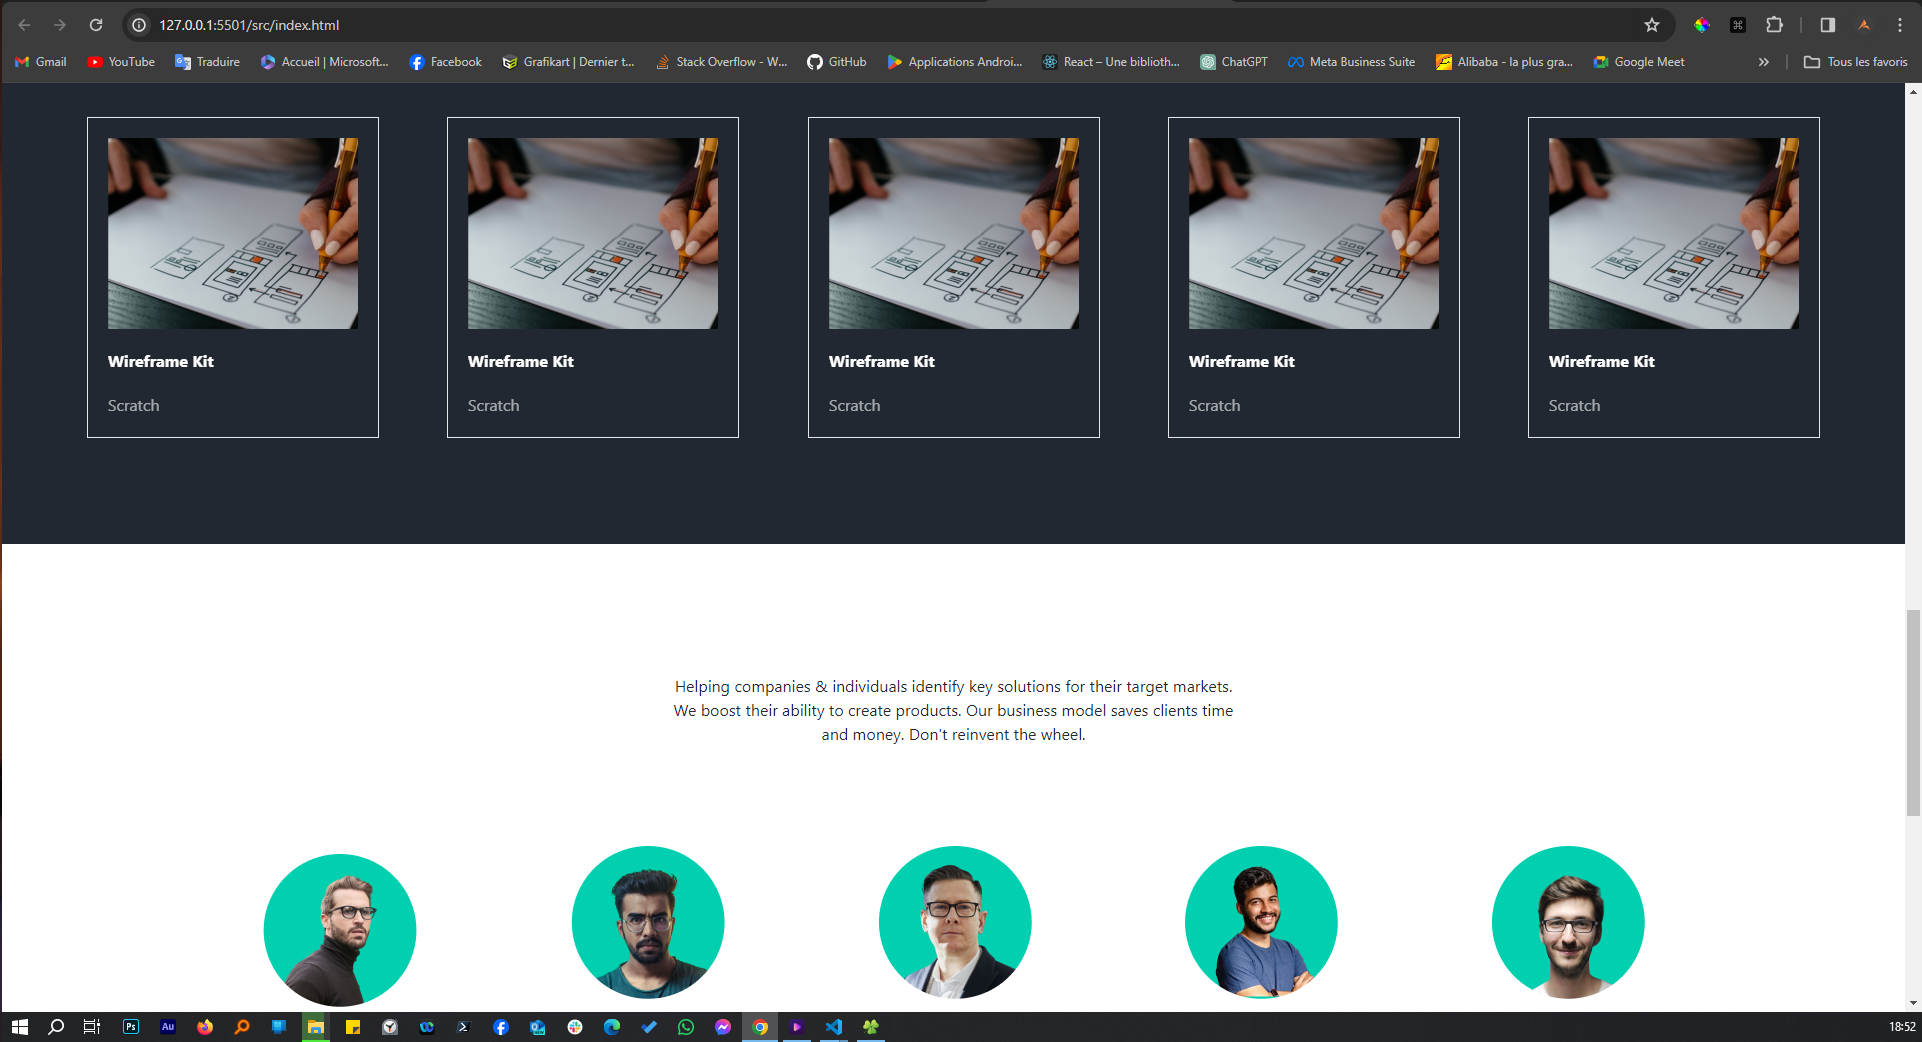 127.0.0.1:5501/src/index.html
Gmail YouTube Traduire Accueil | Microsoft... Facebook Grafikart | Dernier t... Stack Overflow - W... GitHub Applications Androi... React – Une biblioth... ChatGPT Meta Business Suite Alibaba - la plus gra... Google Meet » Tous les favoris
Wireframe Kit Wireframe Kit Wireframe Kit Wireframe Kit Wireframe Kit
Scratch Scratch Scratch Scratch Scratch
Helping companies & individuals identify key solutions for their target markets.
We boost their ability to create products. Our business model saves clients time
and money. Don't reinvent the wheel.
Ps Au 18:52